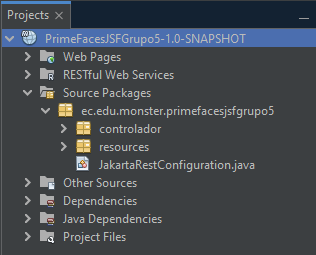 Projects
PrimeFacesJSFGrupo5-1.0-SNAPSHOT
Web Pages
RESTful Web Services
Source Packages
ec.edu.monster.primefacesjsfgrupo5
controlador
resources
JakartaRestConfiguration.java
Other Sources
Dependencies
Java Dependencies
Project Files